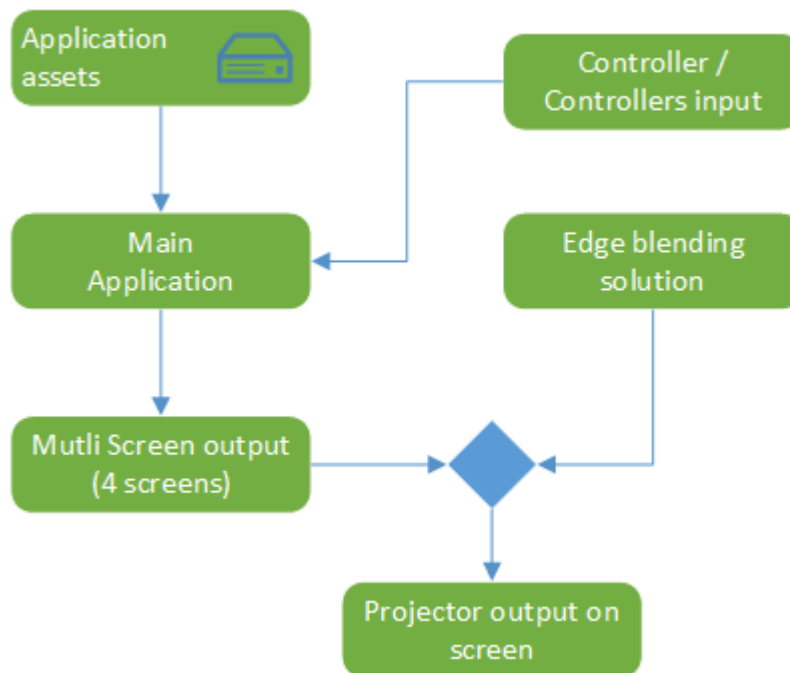 Application
assets
Controller /
Controllers input
Main
Application
Edge blending
solution
Mutli Screen output
(4 screens)
Projector output on
screen